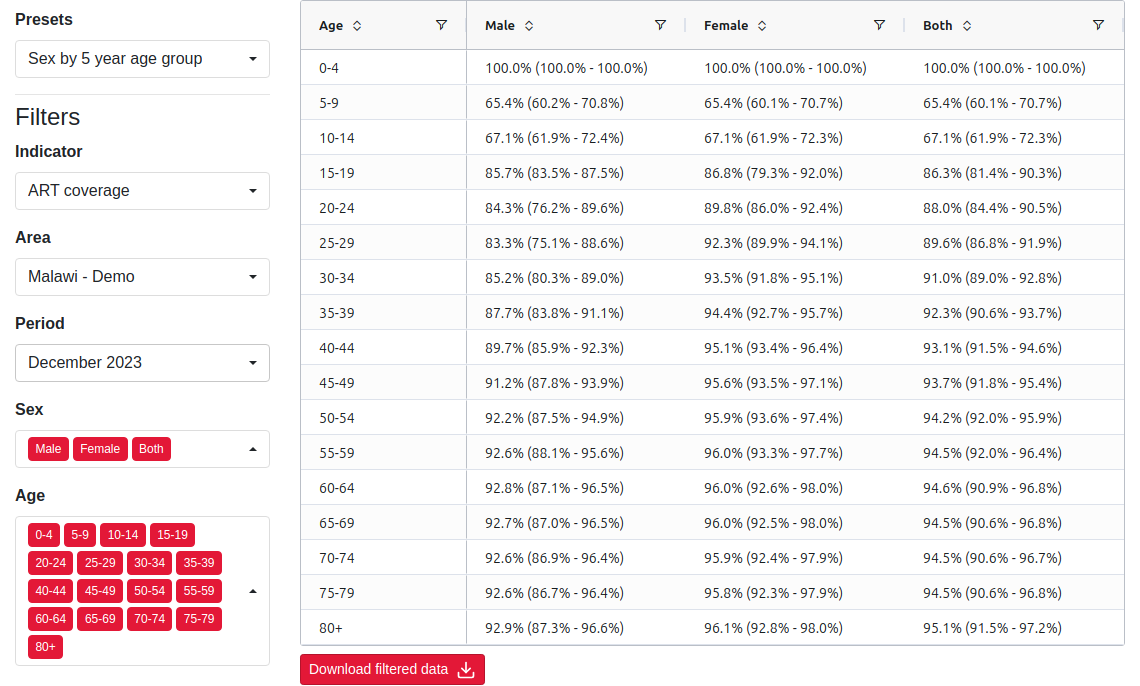 Presets
Sex by 5 year age group
Filters
Indicator
ART coverage
Area
Malawi - Demo
Period
December 2023
Sex
Male Female Both
Age
0-4 5-9 10-14 15-19
20-24 25-29 30-34 35-39
40-44 45-49 50-54 55-59
60-64 65-69 70-74 75-79
80+
Age Male Female Both
0-4 100.0% (100.0% - 100.0%) 100.0% (100.0% - 100.0%) 100.0% (100.0% - 100.0%)
5-9 65.4% (60.2% - 70.8%) 65.4% (60.1% - 70.7%) 65.4% (60.1% - 70.7%)
10-14 67.1% (61.9% - 72.4%) 67.1% (61.9% - 72.3%) 67.1% (61.9% - 72.3%)
15-19 85.7% (83.5% - 87.5%) 86.8% (79.3% - 92.0%) 86.3% (81.4% - 90.3%)
20-24 84.3% (76.2% - 89.6%) 89.8% (86.0% - 92.4%) 88.0% (84.4% - 90.5%)
25-29 83.3% (75.1% - 88.6%) 92.3% (89.9% - 94.1%) 89.6% (86.8% - 91.9%)
30-34 85.2% (80.3% - 89.0%) 93.5% (91.8% - 95.1%) 91.0% (89.0% - 92.8%)
35-39 87.7% (83.8% - 91.1%) 94.4% (92.7% - 95.7%) 92.3% (90.6% - 93.7%)
40-44 89.7% (85.9% - 92.3%) 95.1% (93.4% - 96.4%) 93.1% (91.5% - 94.6%)
45-49 91.2% (87.8% - 93.9%) 95.6% (93.5% - 97.1%) 93.7% (91.8% - 95.4%)
50-54 92.2% (87.5% - 94.9%) 95.9% (93.6% - 97.4%) 94.2% (92.0% - 95.9%)
55-59 92.6% (88.1% - 95.6%) 96.0% (93.3% - 97.7%) 94.5% (92.0% - 96.4%)
60-64 92.8% (87.1% - 96.5%) 96.0% (92.6% - 98.0%) 94.6% (90.9% - 96.8%)
65-69 92.7% (87.0% - 96.5%) 96.0% (92.5% - 98.0%) 94.5% (90.6% - 96.8%)
70-74 92.6% (86.9% - 96.4%) 95.9% (92.4% - 97.9%) 94.5% (90.6% - 96.7%)
75-79 92.6% (86.7% - 96.4%) 95.8% (92.3% - 97.9%) 94.5% (90.6% - 96.8%)
80+ 92.9% (87.3% - 96.6%) 96.1% (92.8% - 98.0%) 95.1% (91.5% - 97.2%)
Download filtered data